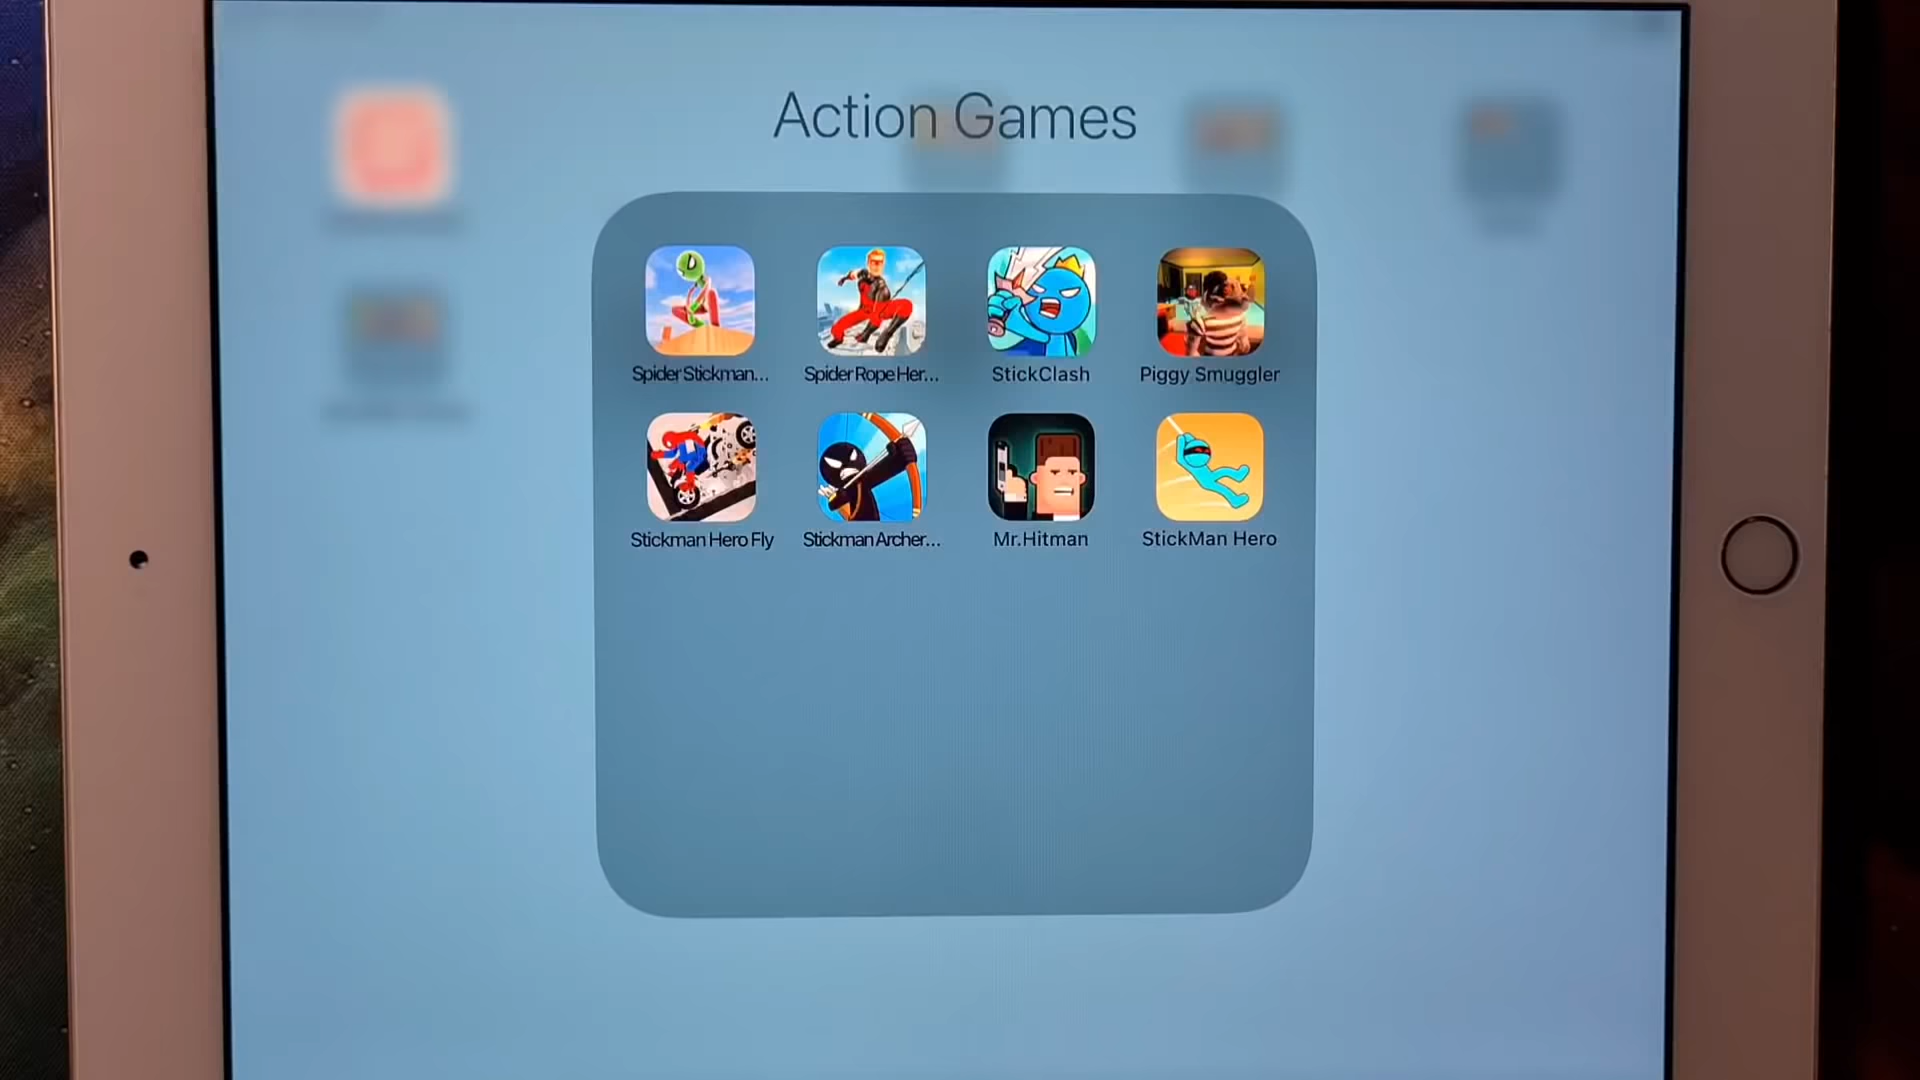 Action Games
Spider Stickman...
Spider Rope Her...
StickClash
Piggy Smuggler
Stickman Hero Fly
Stickman Archer...
Mr.Hitman
StickMan Hero